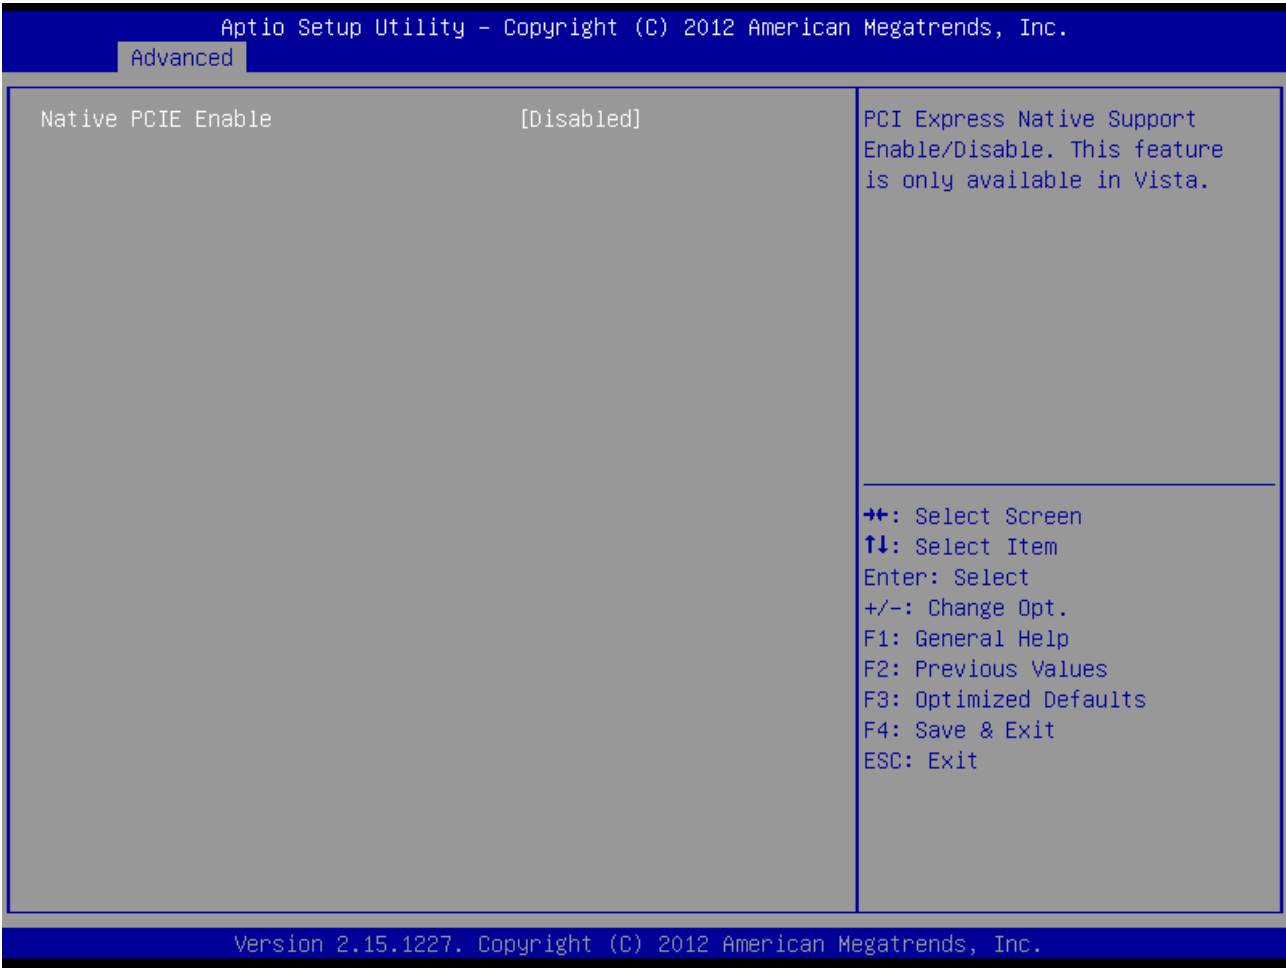 Aptio Setup Utility – Copyright (C) 2012 American Megatrends, Inc.
Advanced
Native PCIE Enable [Disabled]
PCI Express Native Support
Enable/Disable. This feature
is only available in Vista.
→←: Select Screen
↑↓: Select Item
Enter: Select
+/-: Change Opt.
F1: General Help
F2: Previous Values
F3: Optimized Defaults
F4: Save & Exit
ESC: Exit
Version 2.15.1227. Copyright (C) 2012 American Megatrends, Inc.